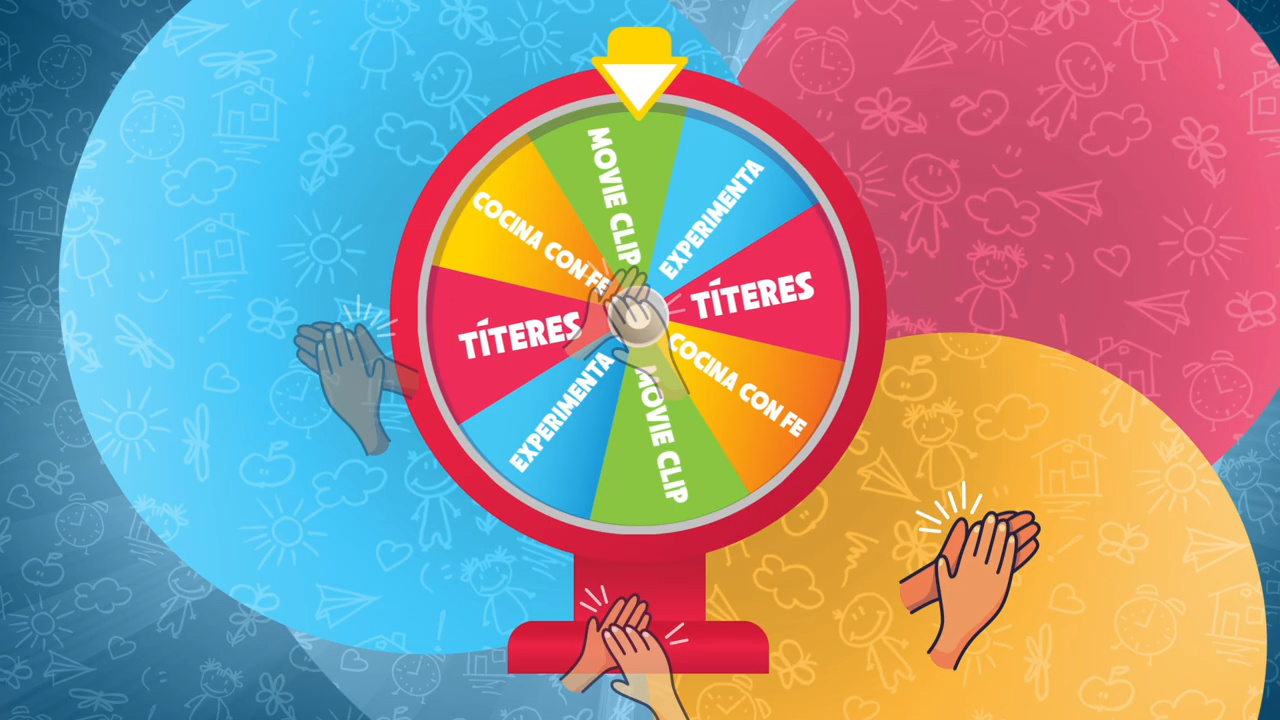 MOVIE CLIP
EXPERIMENTA
TÍTERES
COCINA CON FE
MOVIE CLIP
EXPERIMENTA
TÍTERES
COCINA CON FE